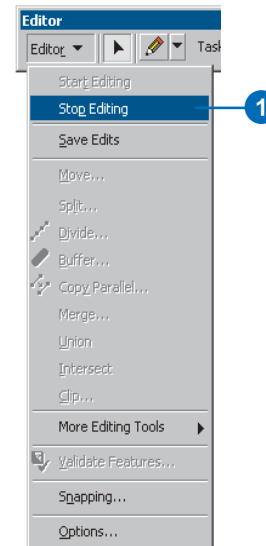 Editor
Editor Task
Start Editing
Stop Editing
1
Save Edits
Move...
Split...
Divide...
Buffer...
Copy Parallel...
Merge...
Union
Intersect
Clip...
More Editing Tools
Validate Features...
Snapping...
Options...